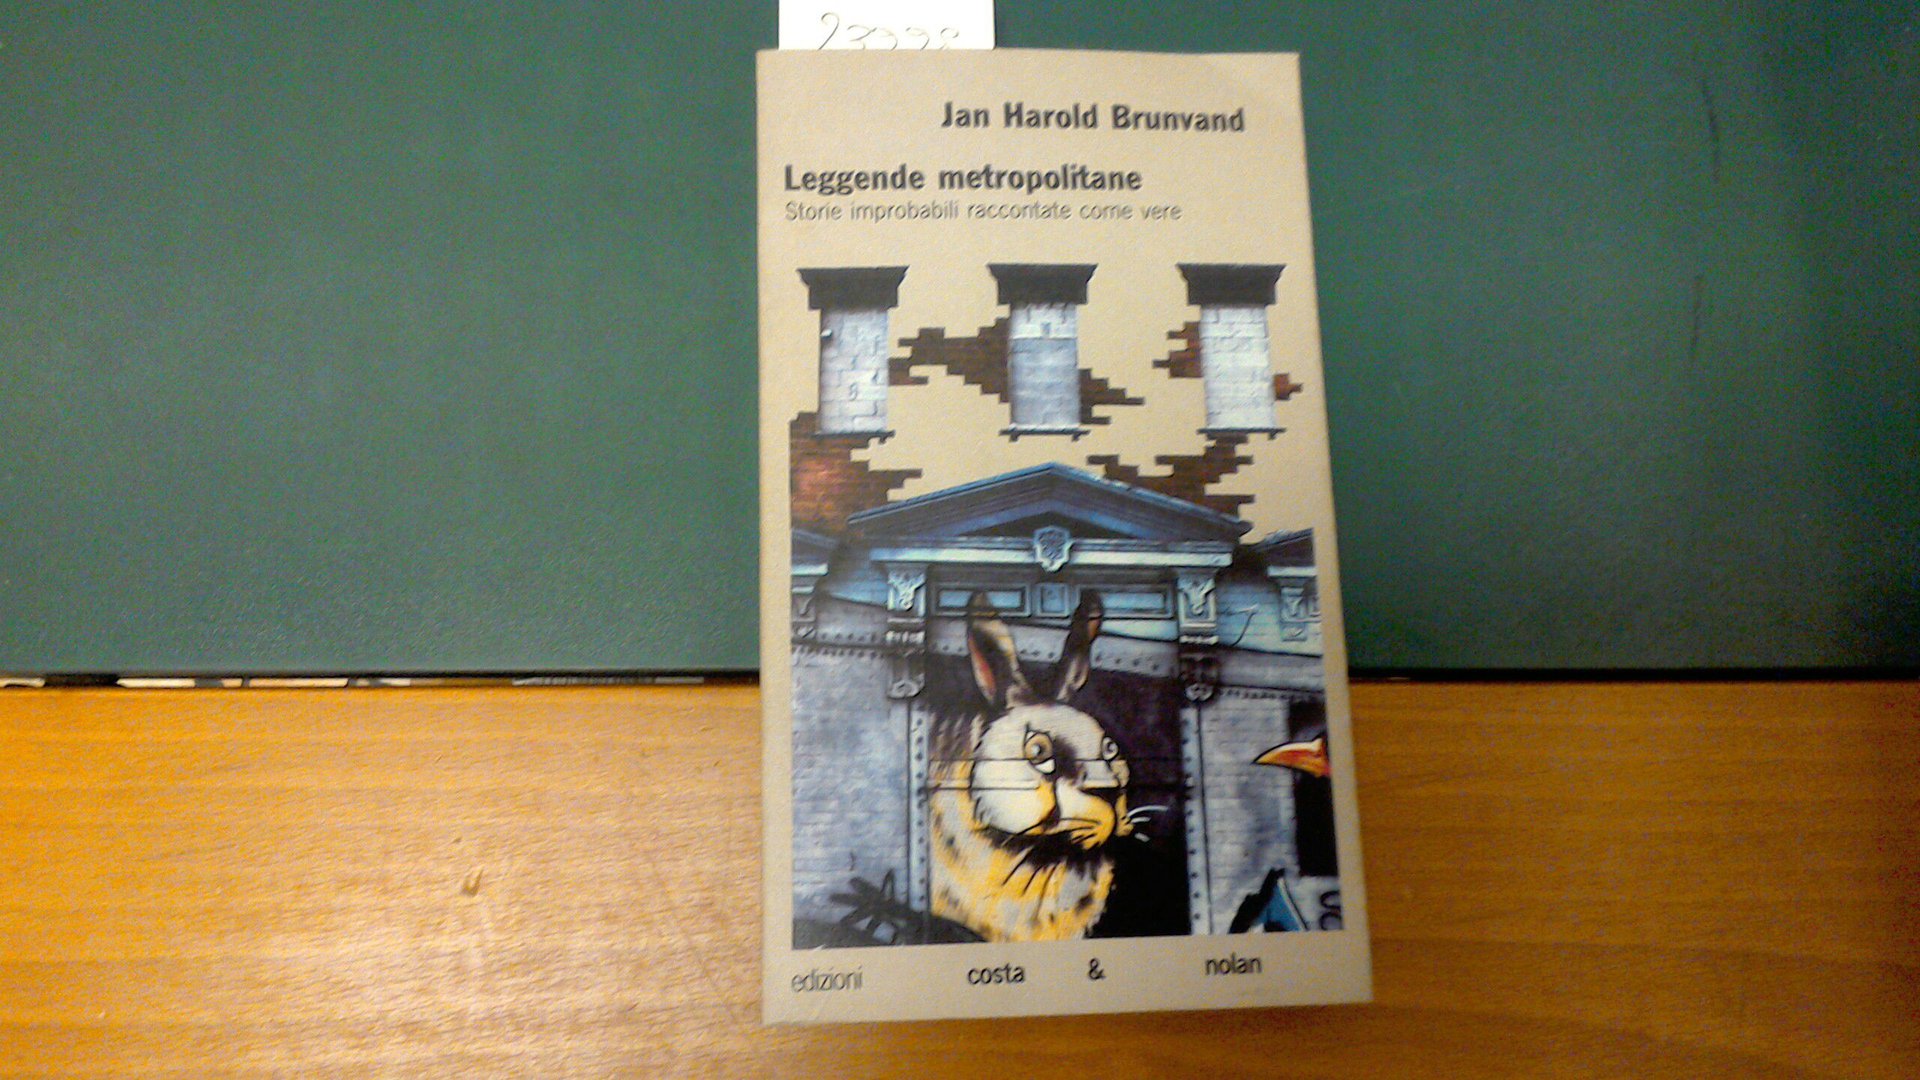 Jan Harold Brunvand
Leggende metropolitane
Storie improbabili raccontate come vere
edizioni costa & nolan